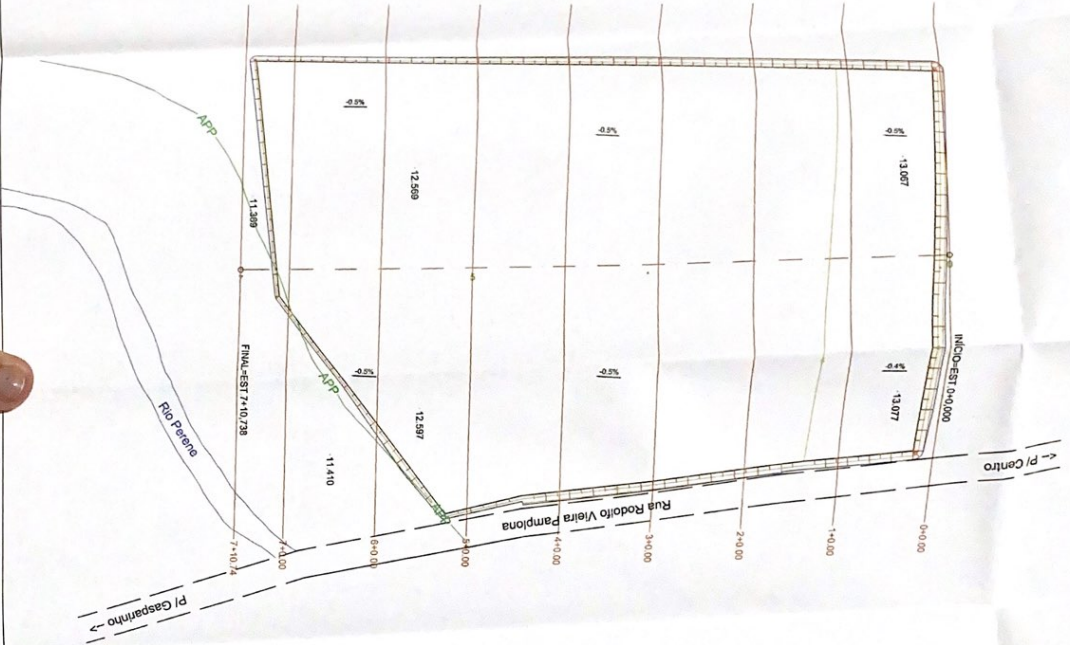 APP
-0.5%
-0.5%
-0.5%
12.569
13.067
11.369
INÍCIO=EST 0+0,000
FINAL=EST 7+10,738
-0.5%
-0.5%
-0.4%
13.077
APP
12.597
11.410
Rio Perene
APP
Rua Rodolfo Vieira Pamplona
<-- P/ Centro
P/ Gasparinho -->
7+10.74
7+0.00
6+0.00
5+0.00
4+0.00
3+0.00
2+0.00
1+0.00
0+0.00